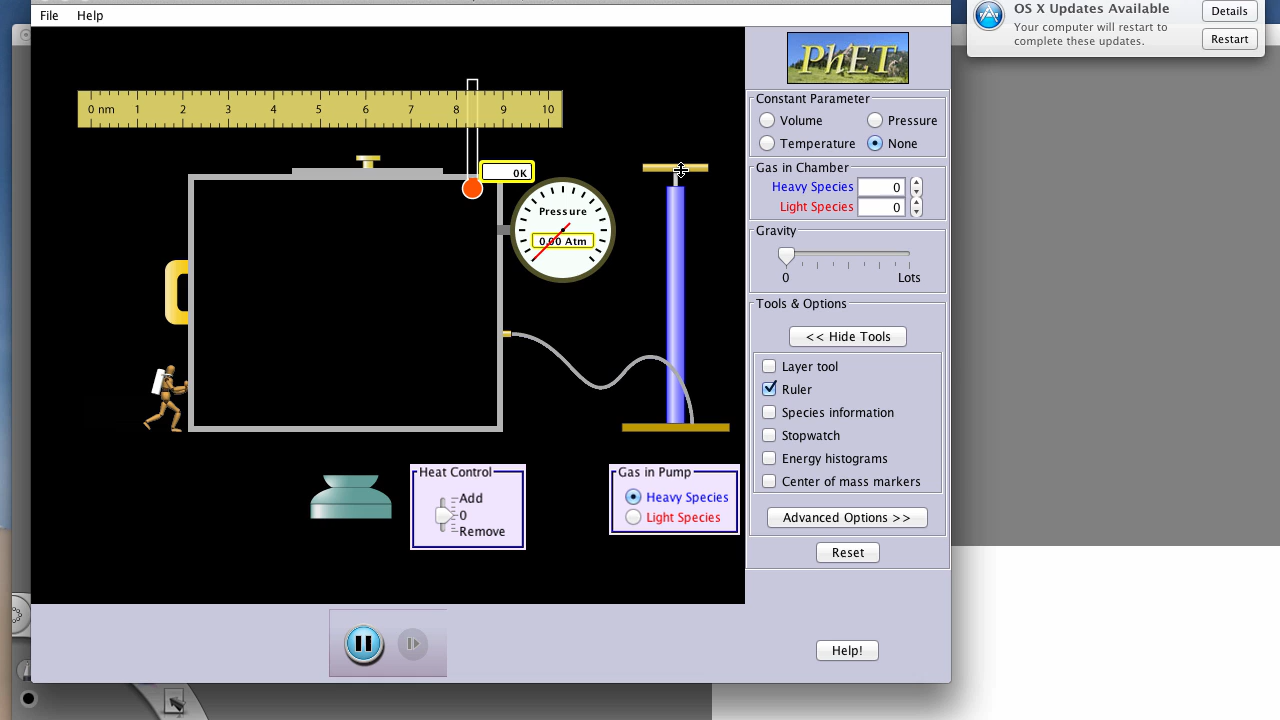 File Help
OS X Updates Available
Your computer will restart to
complete these updates.
Details
Restart
PhET
0 nm 1 2 3 4 5 6 7 8 9 10
0K
Pressure
0.00 Atm
Constant Parameter
Volume Pressure
Temperature None
Gas in Chamber
Heavy Species 0
Light Species 0
Gravity
0 Lots
Tools & Options
<< Hide Tools
Layer tool
Ruler
Species information
Stopwatch
Energy histograms
Center of mass markers
Advanced Options >>
Reset
Heat Control
Add
0
Remove
Gas in Pump
Heavy Species
Light Species
Help!